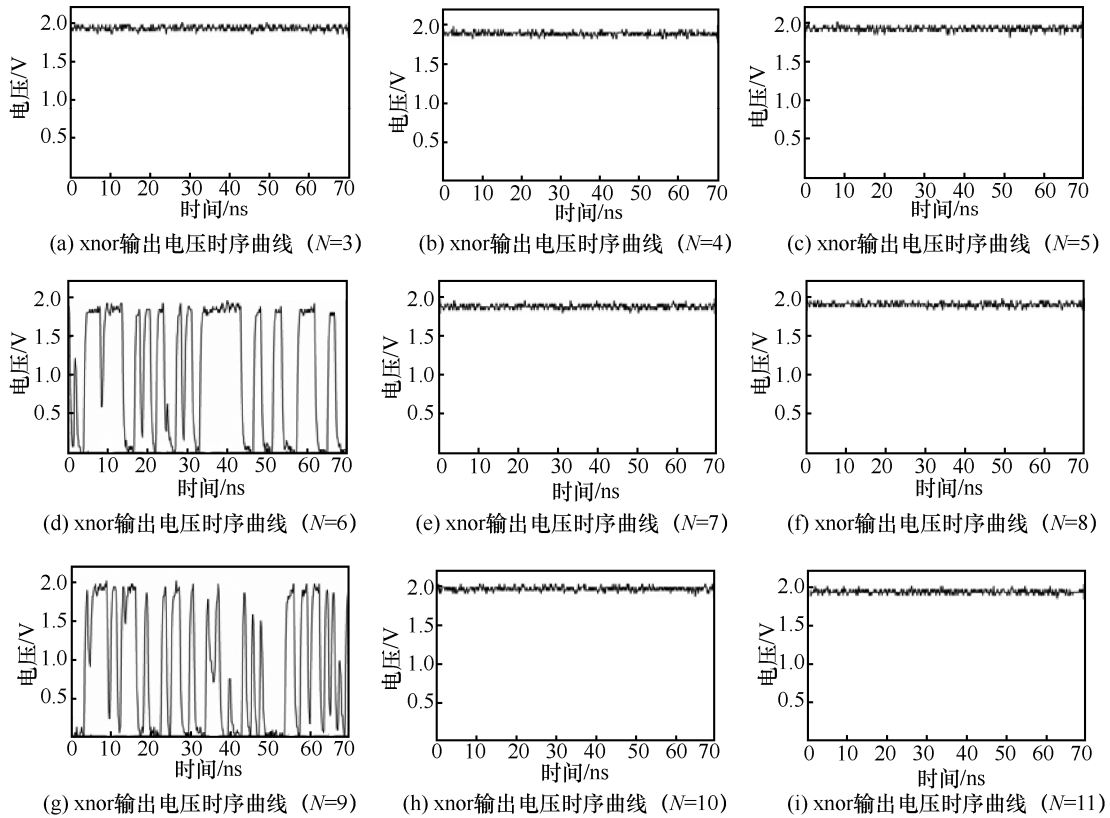 2.0 2.0 2.0
1.5 1.5 1.5
1.0 1.0 1.0
0.5 0.5 0.5
电压/V 电压/V 电压/V
0 10 20 30 40 50 60 70 0 10 20 30 40 50 60 70 0 10 20 30 40 50 60 70
时间/ns 时间/ns 时间/ns
(a) xnor输出电压时序曲线（N=3） (b) xnor输出电压时序曲线（N=4） (c) xnor输出电压时序曲线（N=5）
2.0 2.0 2.0
1.5 1.5 1.5
1.0 1.0 1.0
0.5 0.5 0.5
电压/V 电压/V 电压/V
0 10 20 30 40 50 60 70 0 10 20 30 40 50 60 70 0 10 20 30 40 50 60 70
时间/ns 时间/ns 时间/ns
(d) xnor输出电压时序曲线（N=6） (e) xnor输出电压时序曲线（N=7） (f) xnor输出电压时序曲线（N=8）
2.0 2.0 2.0
1.5 1.5 1.5
1.0 1.0 1.0
0.5 0.5 0.5
电压/V 电压/V 电压/V
0 10 20 30 40 50 60 70 0 10 20 30 40 50 60 70 0 10 20 30 40 50 60 70
时间/ns 时间/ns 时间/ns
(g) xnor输出电压时序曲线（N=9） (h) xnor输出电压时序曲线（N=10） (i) xnor输出电压时序曲线（N=11）